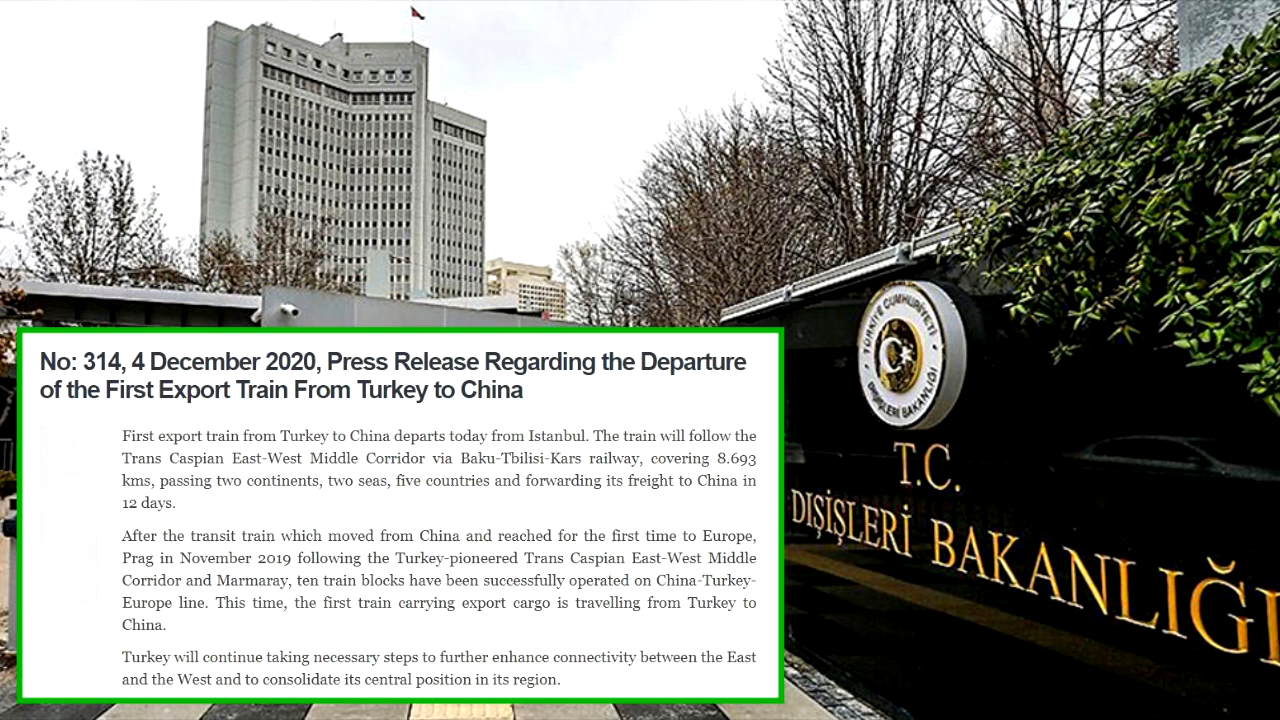 No: 314, 4 December 2020, Press Release Regarding the Departure
of the First Export Train From Turkey to China
First export train from Turkey to China departs today from Istanbul. The train will follow the
Trans Caspian East-West Middle Corridor via Baku-Tbilisi-Kars railway, covering 8.693
kms, passing two continents, two seas, five countries and forwarding its freight to China in
12 days.
After the transit train which moved from China and reached for the first time to Europe,
Prag in November 2019 following the Turkey-pioneered Trans Caspian East-West Middle
Corridor and Marmaray, ten train blocks have been successfully operated on China-Turkey-
Europe line. This time, the first train carrying export cargo is travelling from Turkey to
China.
Turkey will continue taking necessary steps to further enhance connectivity between the East
and the West and to consolidate its central position in its region.
TÜRKİYE CUMHURİYETİ
DIŞİŞLERİ BAKANLIĞI
T.C.
DIŞİŞLERİ BAKANLIĞI